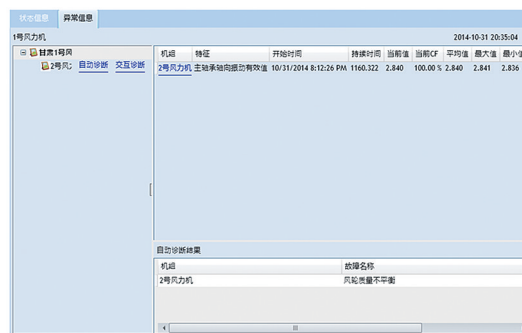 状态信息 异常信息
1号风力机 2014-10-31 20:35:04
甘肃1号风
2号风 自动诊断 交互诊断
机组 特征 开始时间 持续时间 当前值 当前CF 平均值 最大值 最小值
2号风力机 主轴承轴向振动有效值 10/31/2014 8:12:26 PM 1160.322 2.840 100.00 % 2.840 2.841 2.836
自动诊断结果
机组 故障名称
2号风力机 风轮质量不平衡